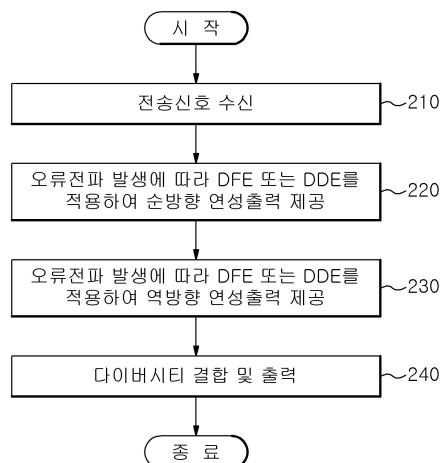 시 작
전송신호 수신
210
오류전파 발생에 따라 DFE 또는 DDE를
적용하여 순방향 연성출력 제공
220
오류전파 발생에 따라 DFE 또는 DDE를
적용하여 역방향 연성출력 제공
230
다이버시티 결합 및 출력
240
종 료